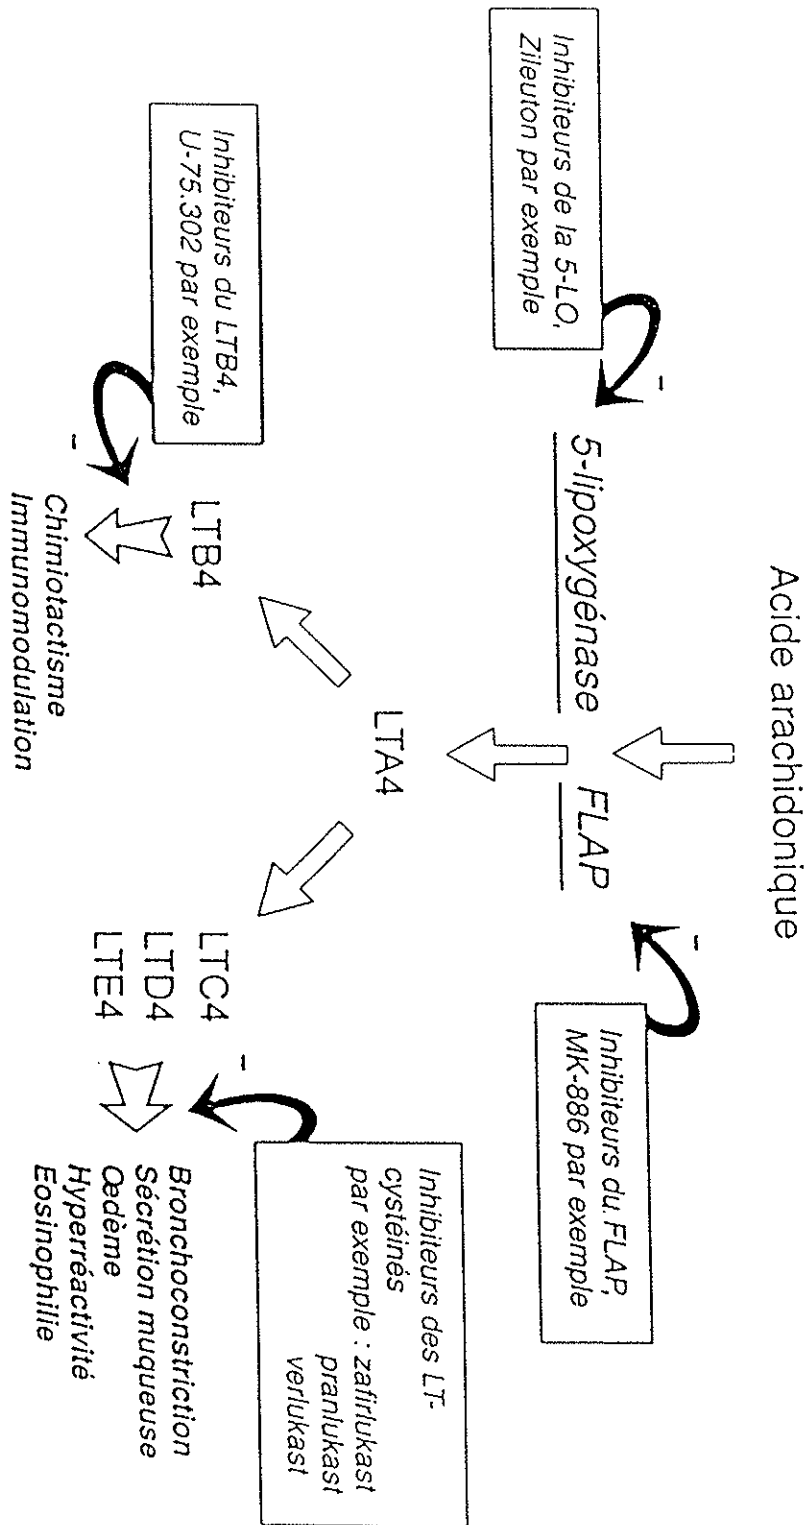 Acide arachidonique
Inhibiteurs de la 5-LO,
Zileuton par exemple
-
5-lipoxygénase
FLAP
-
Inhibiteurs du FLAP,
MK-886 par exemple
LTA4
Inhibiteurs du LTB4,
U-75.302 par exemple
-
LTB4
Chimiotactisme
Immunomodulation
LTC4
LTD4
LTE4
-
Inhibiteurs des LT-
cystéinés
par exemple : zafirlukast
pranlukast
verlukast
Bronchoconstriction
Sécrétion muqueuse
Œdème
Hyperréactivité
Eosinophilie